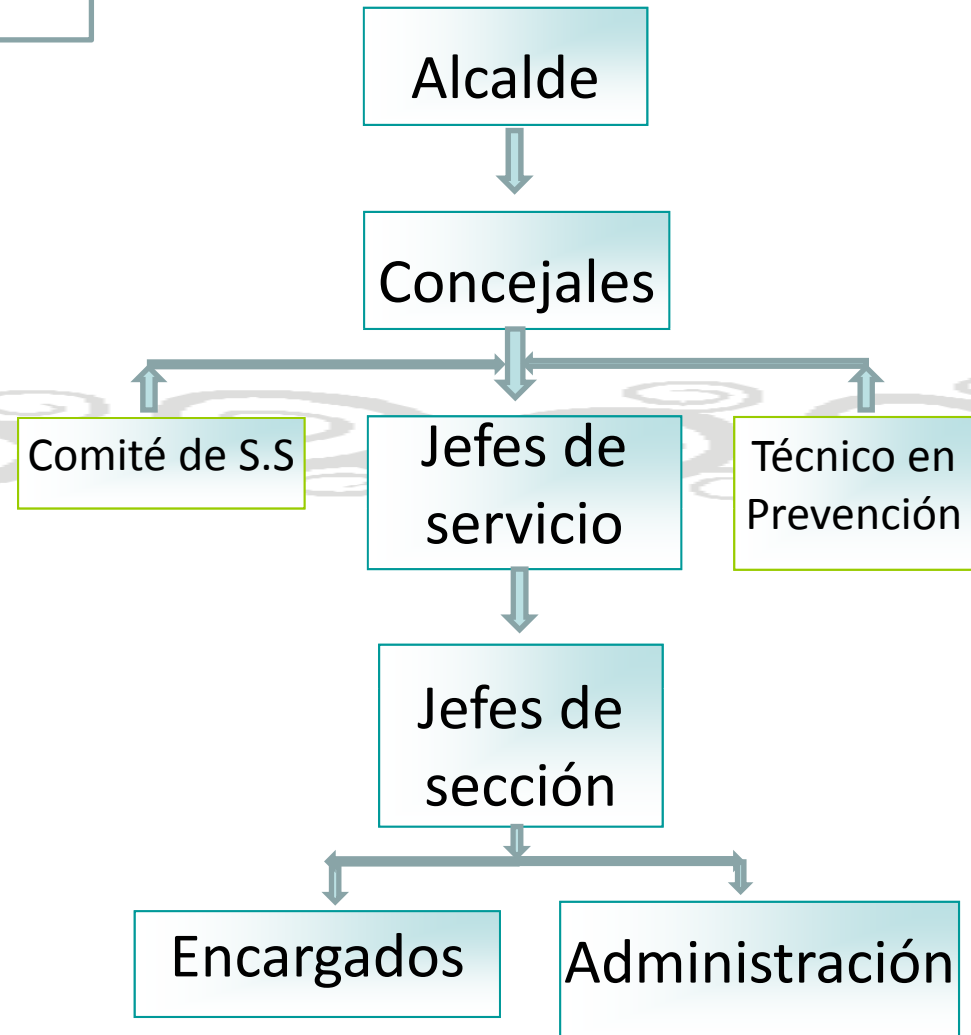 Alcalde
Concejales
Comité de S.S
Jefes de
servicio
Técnico en
Prevención
Jefes de
sección
Encargados
Administración